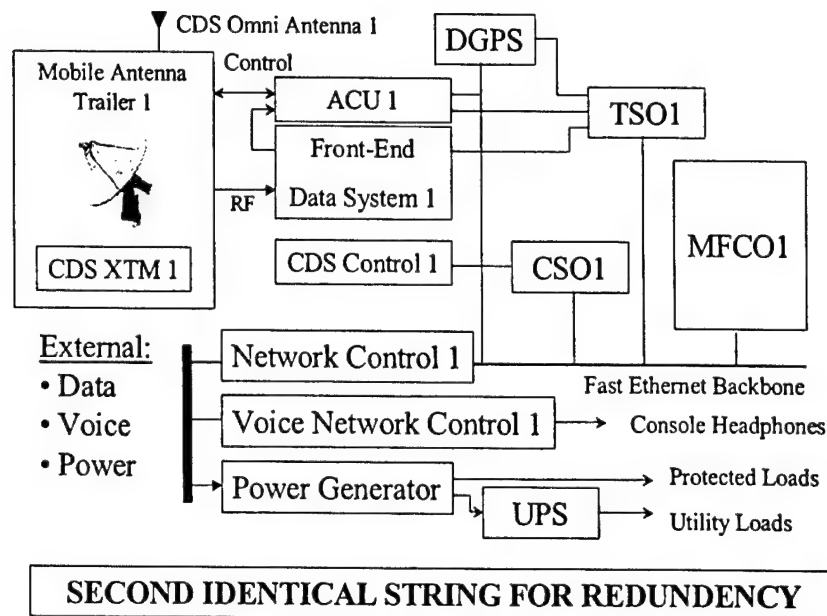 CDS Omni Antenna 1
Mobile Antenna
Trailer 1
CDS XTM 1
Control
RF
ACU 1
Front-End
Data System 1
DGPS
TSO1
MFCO1
CDS Control 1
CSO1
External:
• Data
• Voice
• Power
Network Control 1
Fast Ethernet Backbone
Voice Network Control 1
Console Headphones
Power Generator
Protected Loads
UPS
Utility Loads
SECOND IDENTICAL STRING FOR REDUNDENCY